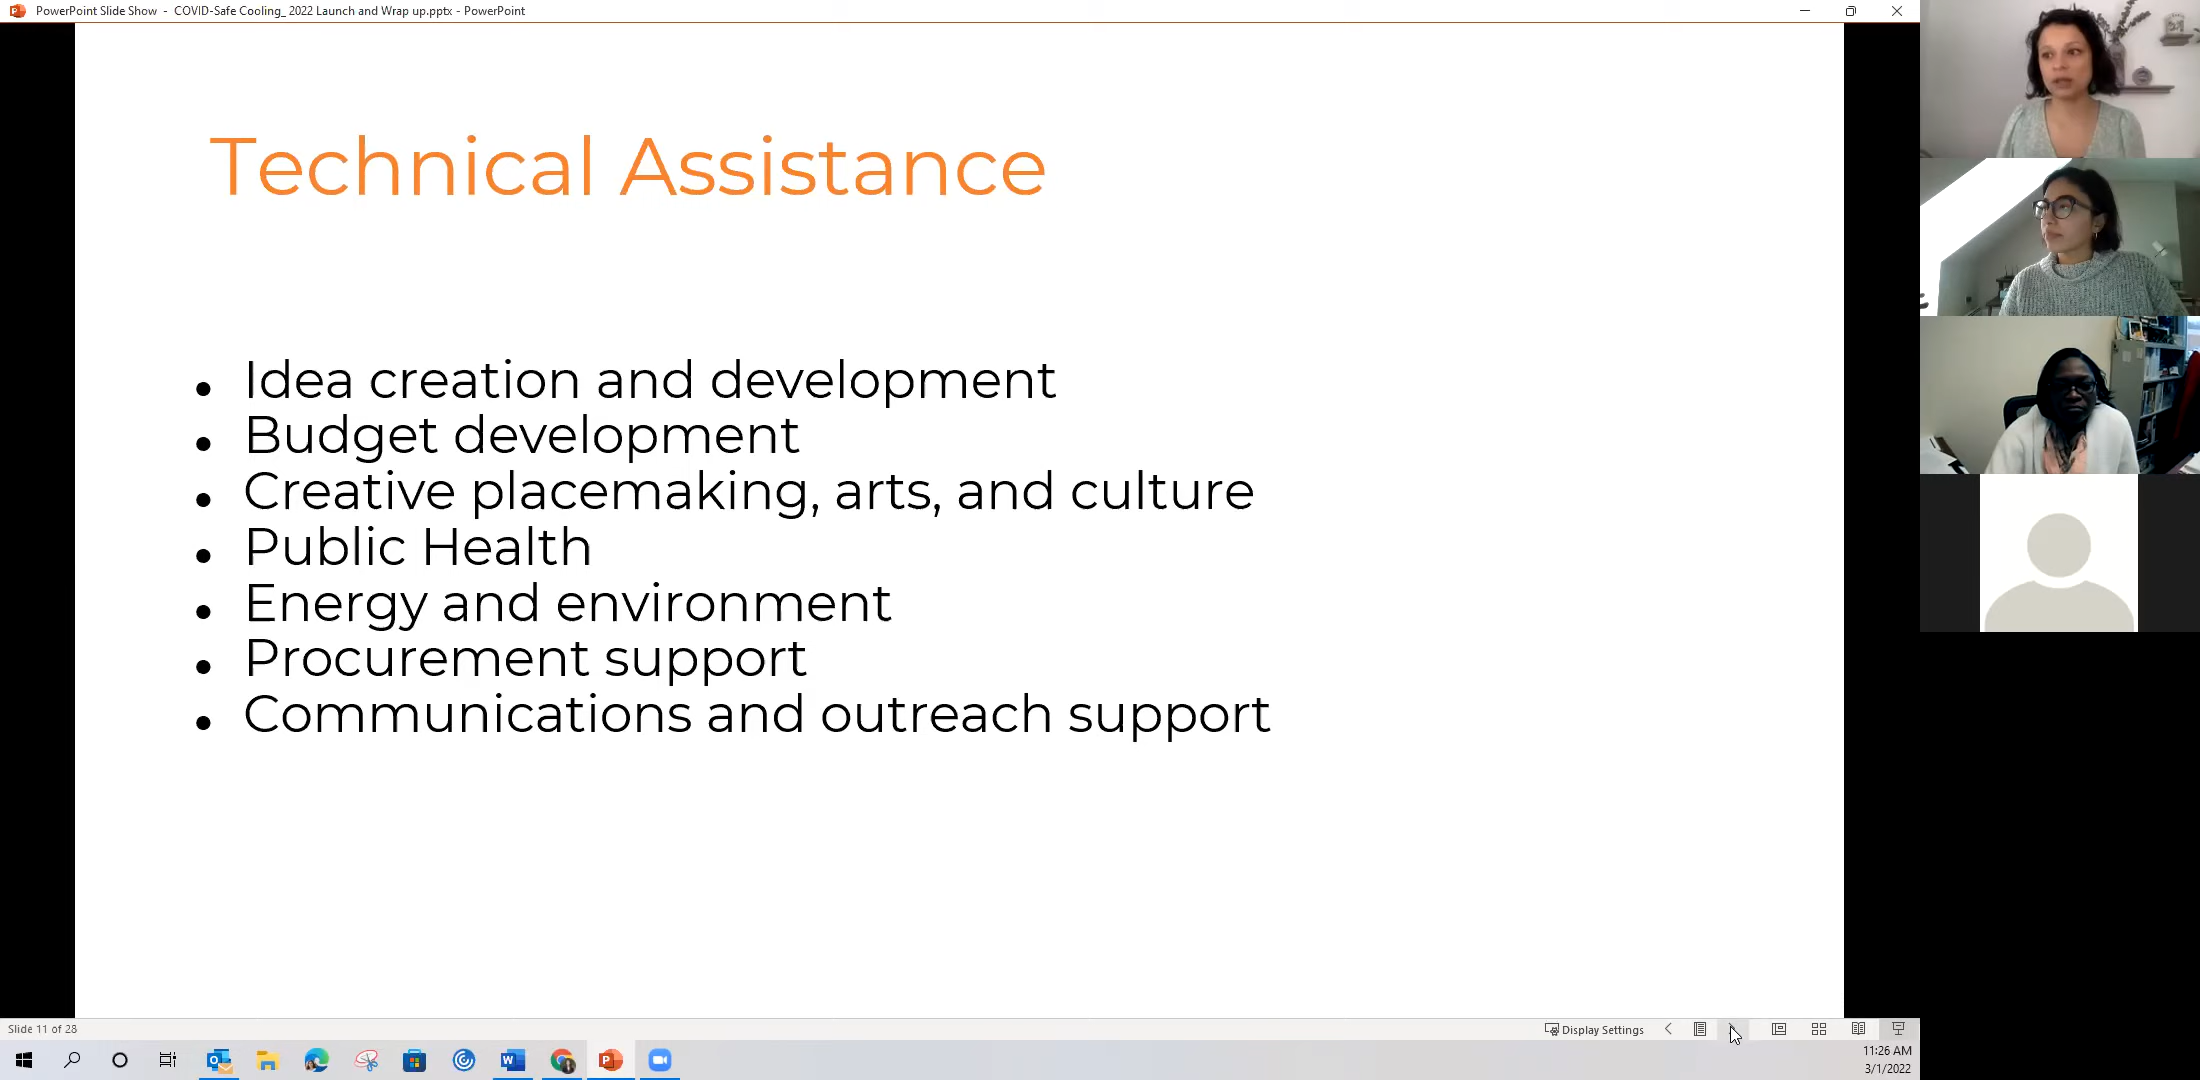 PowerPoint Slide Show - COVID-Safe Cooling_ 2022 Launch and Wrap up.pptx - PowerPoint
Technical Assistance
• Idea creation and development
• Budget development
• Creative placemaking, arts, and culture
• Public Health
• Energy and environment
• Procurement support
• Communications and outreach support
Slide 11 of 28
Display Settings
11:26 AM
3/1/2022